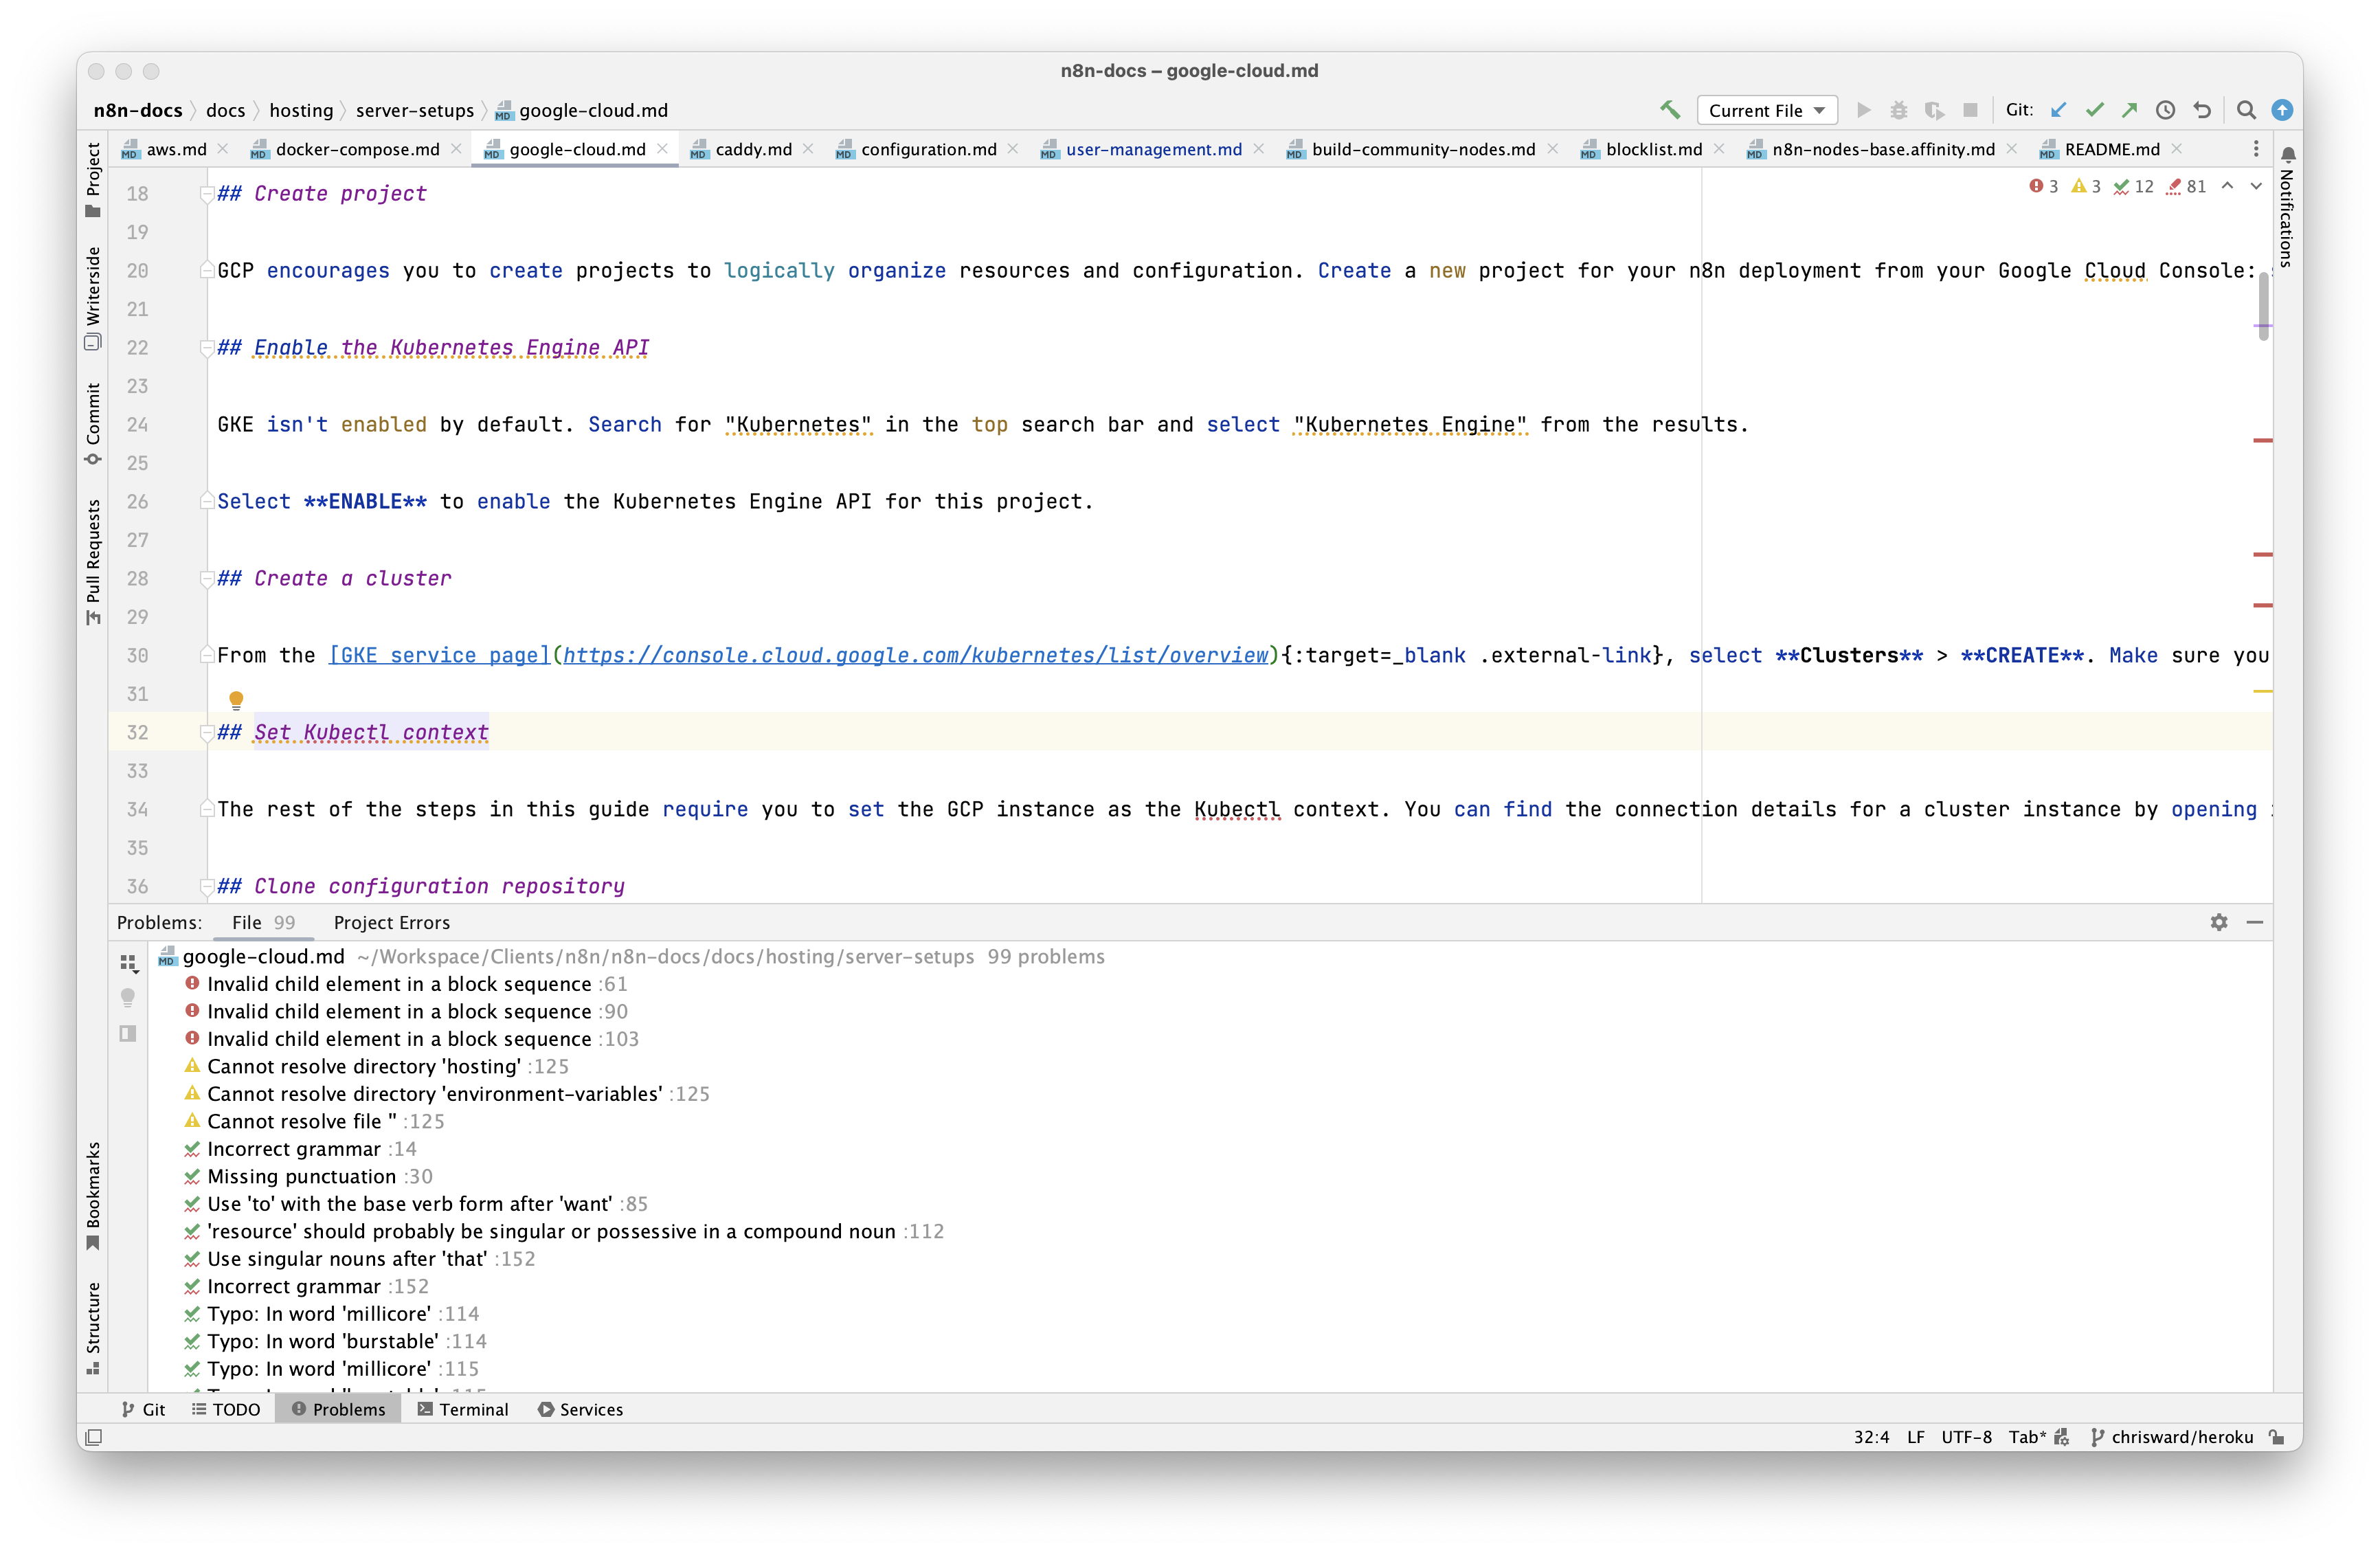 n8n-docs – google-cloud.md
n8n-docs docs hosting server-setups google-cloud.md
Current File
Git:
aws.md docker-compose.md google-cloud.md caddy.md configuration.md user-management.md build-community-nodes.md blocklist.md n8n-nodes-base.affinity.md README.md
Project
Writerside
Commit
Pull Requests
Bookmarks
Structure
Notifications
3 3 12 81
18 ## Create project
19
20 GCP encourages you to create projects to logically organize resources and configuration. Create a new project for your n8n deployment from your Google Cloud Console:
21
22 ## Enable the Kubernetes Engine API
23
24 GKE isn't enabled by default. Search for "Kubernetes" in the top search bar and select "Kubernetes Engine" from the results.
25
26 Select **ENABLE** to enable the Kubernetes Engine API for this project.
27
28 ## Create a cluster
29
30 From the [GKE service page](https://console.cloud.google.com/kubernetes/list/overview){:target=_blank .external-link}, select **Clusters** > **CREATE**. Make sure you
31
32 ## Set Kubectl context
33
34 The rest of the steps in this guide require you to set the GCP instance as the Kubectl context. You can find the connection details for a cluster instance by opening
35
36 ## Clone configuration repository
Problems: File 99 Project Errors
google-cloud.md ~/Workspace/Clients/n8n/n8n-docs/docs/hosting/server-setups 99 problems
Invalid child element in a block sequence :61
Invalid child element in a block sequence :90
Invalid child element in a block sequence :103
Cannot resolve directory 'hosting' :125
Cannot resolve directory 'environment-variables' :125
Cannot resolve file '' :125
Incorrect grammar :14
Missing punctuation :30
Use 'to' with the base verb form after 'want' :85
'resource' should probably be singular or possessive in a compound noun :112
Use singular nouns after 'that' :152
Incorrect grammar :152
Typo: In word 'millicore' :114
Typo: In word 'burstable' :114
Typo: In word 'millicore' :115
Git TODO Problems Terminal Services
32:4 LF UTF-8 Tab* chrisward/heroku